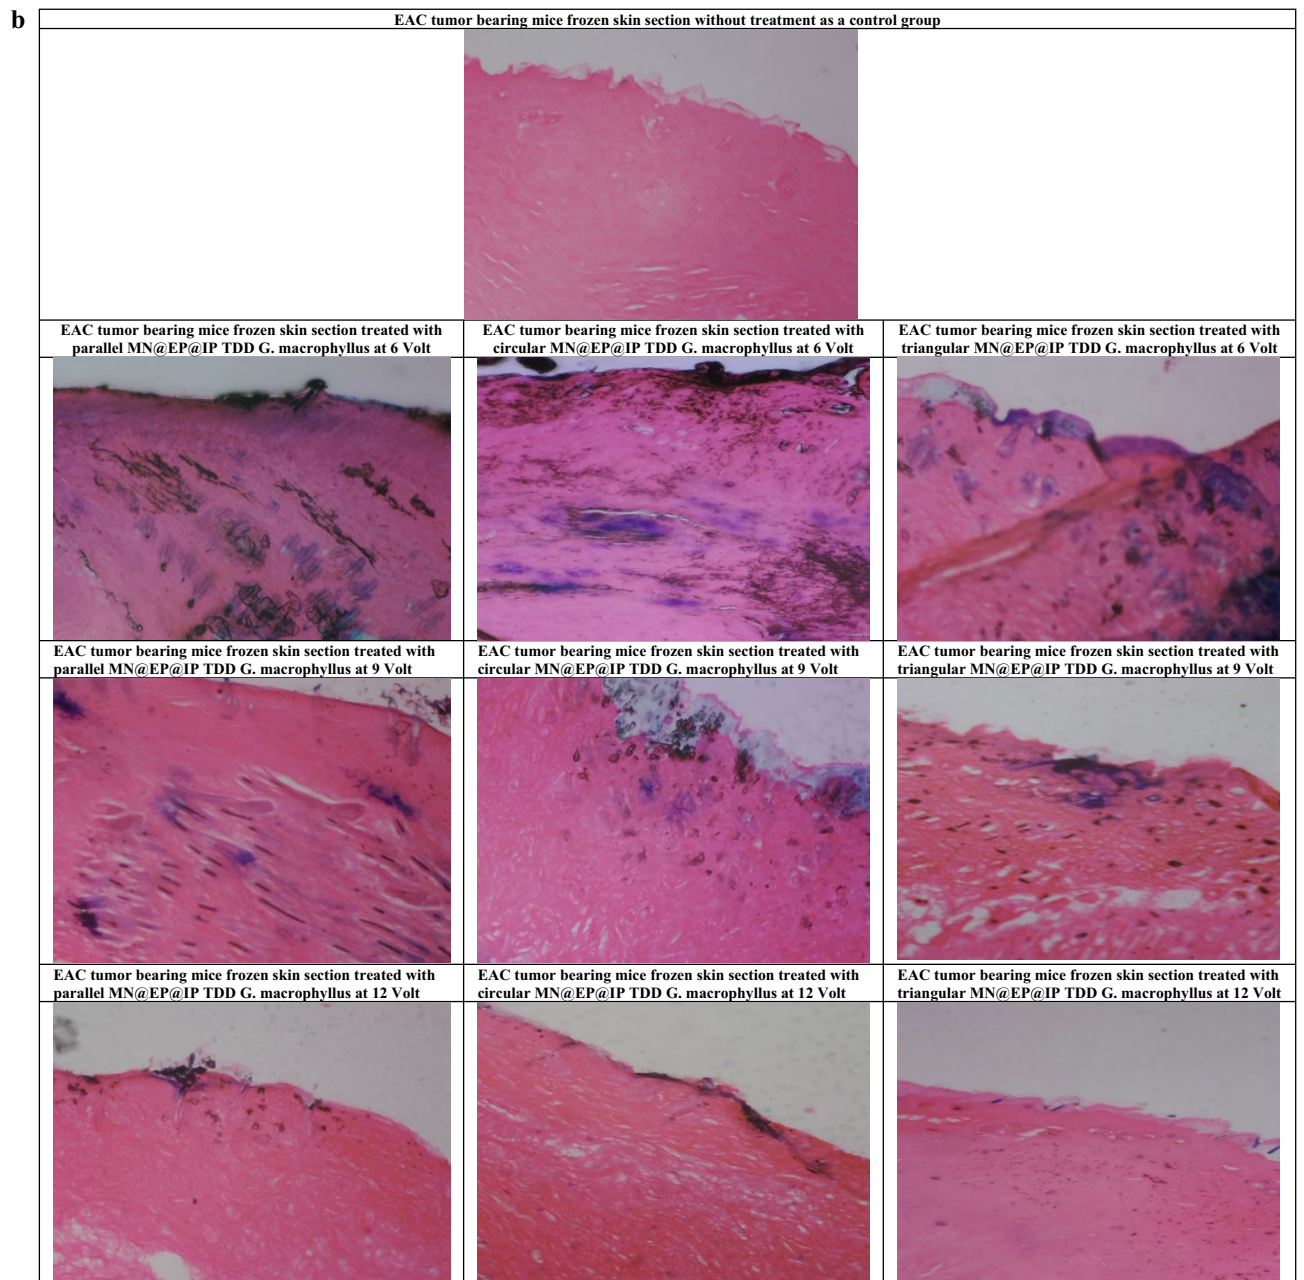 b
EAC tumor bearing mice frozen skin section without treatment as a control group
EAC tumor bearing mice frozen skin section treated with
parallel MN@EP@IP TDD G. macrophyllus at 6 Volt
EAC tumor bearing mice frozen skin section treated with
circular MN@EP@IP TDD G. macrophyllus at 6 Volt
EAC tumor bearing mice frozen skin section treated with
triangular MN@EP@IP TDD G. macrophyllus at 6 Volt
EAC tumor bearing mice frozen skin section treated with
parallel MN@EP@IP TDD G. macrophyllus at 9 Volt
EAC tumor bearing mice frozen skin section treated with
circular MN@EP@IP TDD G. macrophyllus at 9 Volt
EAC tumor bearing mice frozen skin section treated with
triangular MN@EP@IP TDD G. macrophyllus at 9 Volt
EAC tumor bearing mice frozen skin section treated with
parallel MN@EP@IP TDD G. macrophyllus at 12 Volt
EAC tumor bearing mice frozen skin section treated with
circular MN@EP@IP TDD G. macrophyllus at 12 Volt
EAC tumor bearing mice frozen skin section treated with
triangular MN@EP@IP TDD G. macrophyllus at 12 Volt